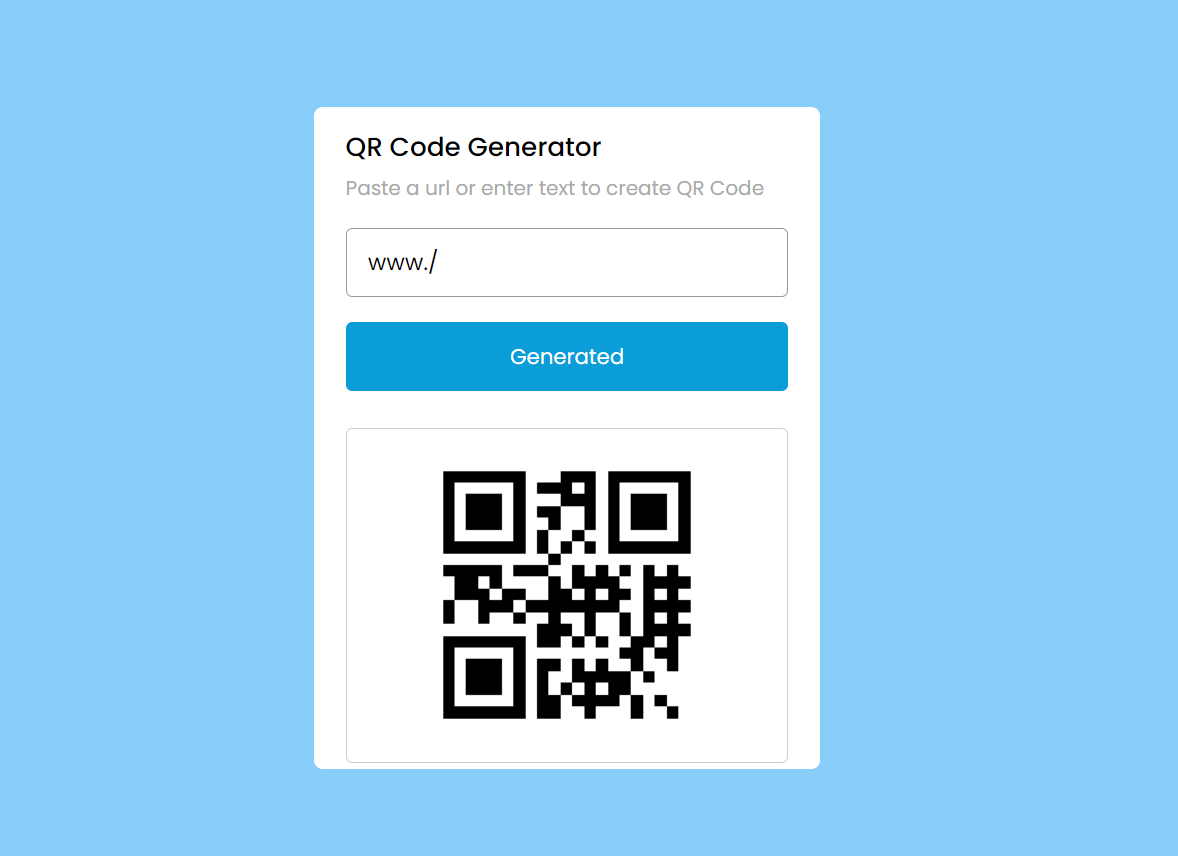 QR Code Generator
Paste a url or enter text to create QR Code
www./
Generated